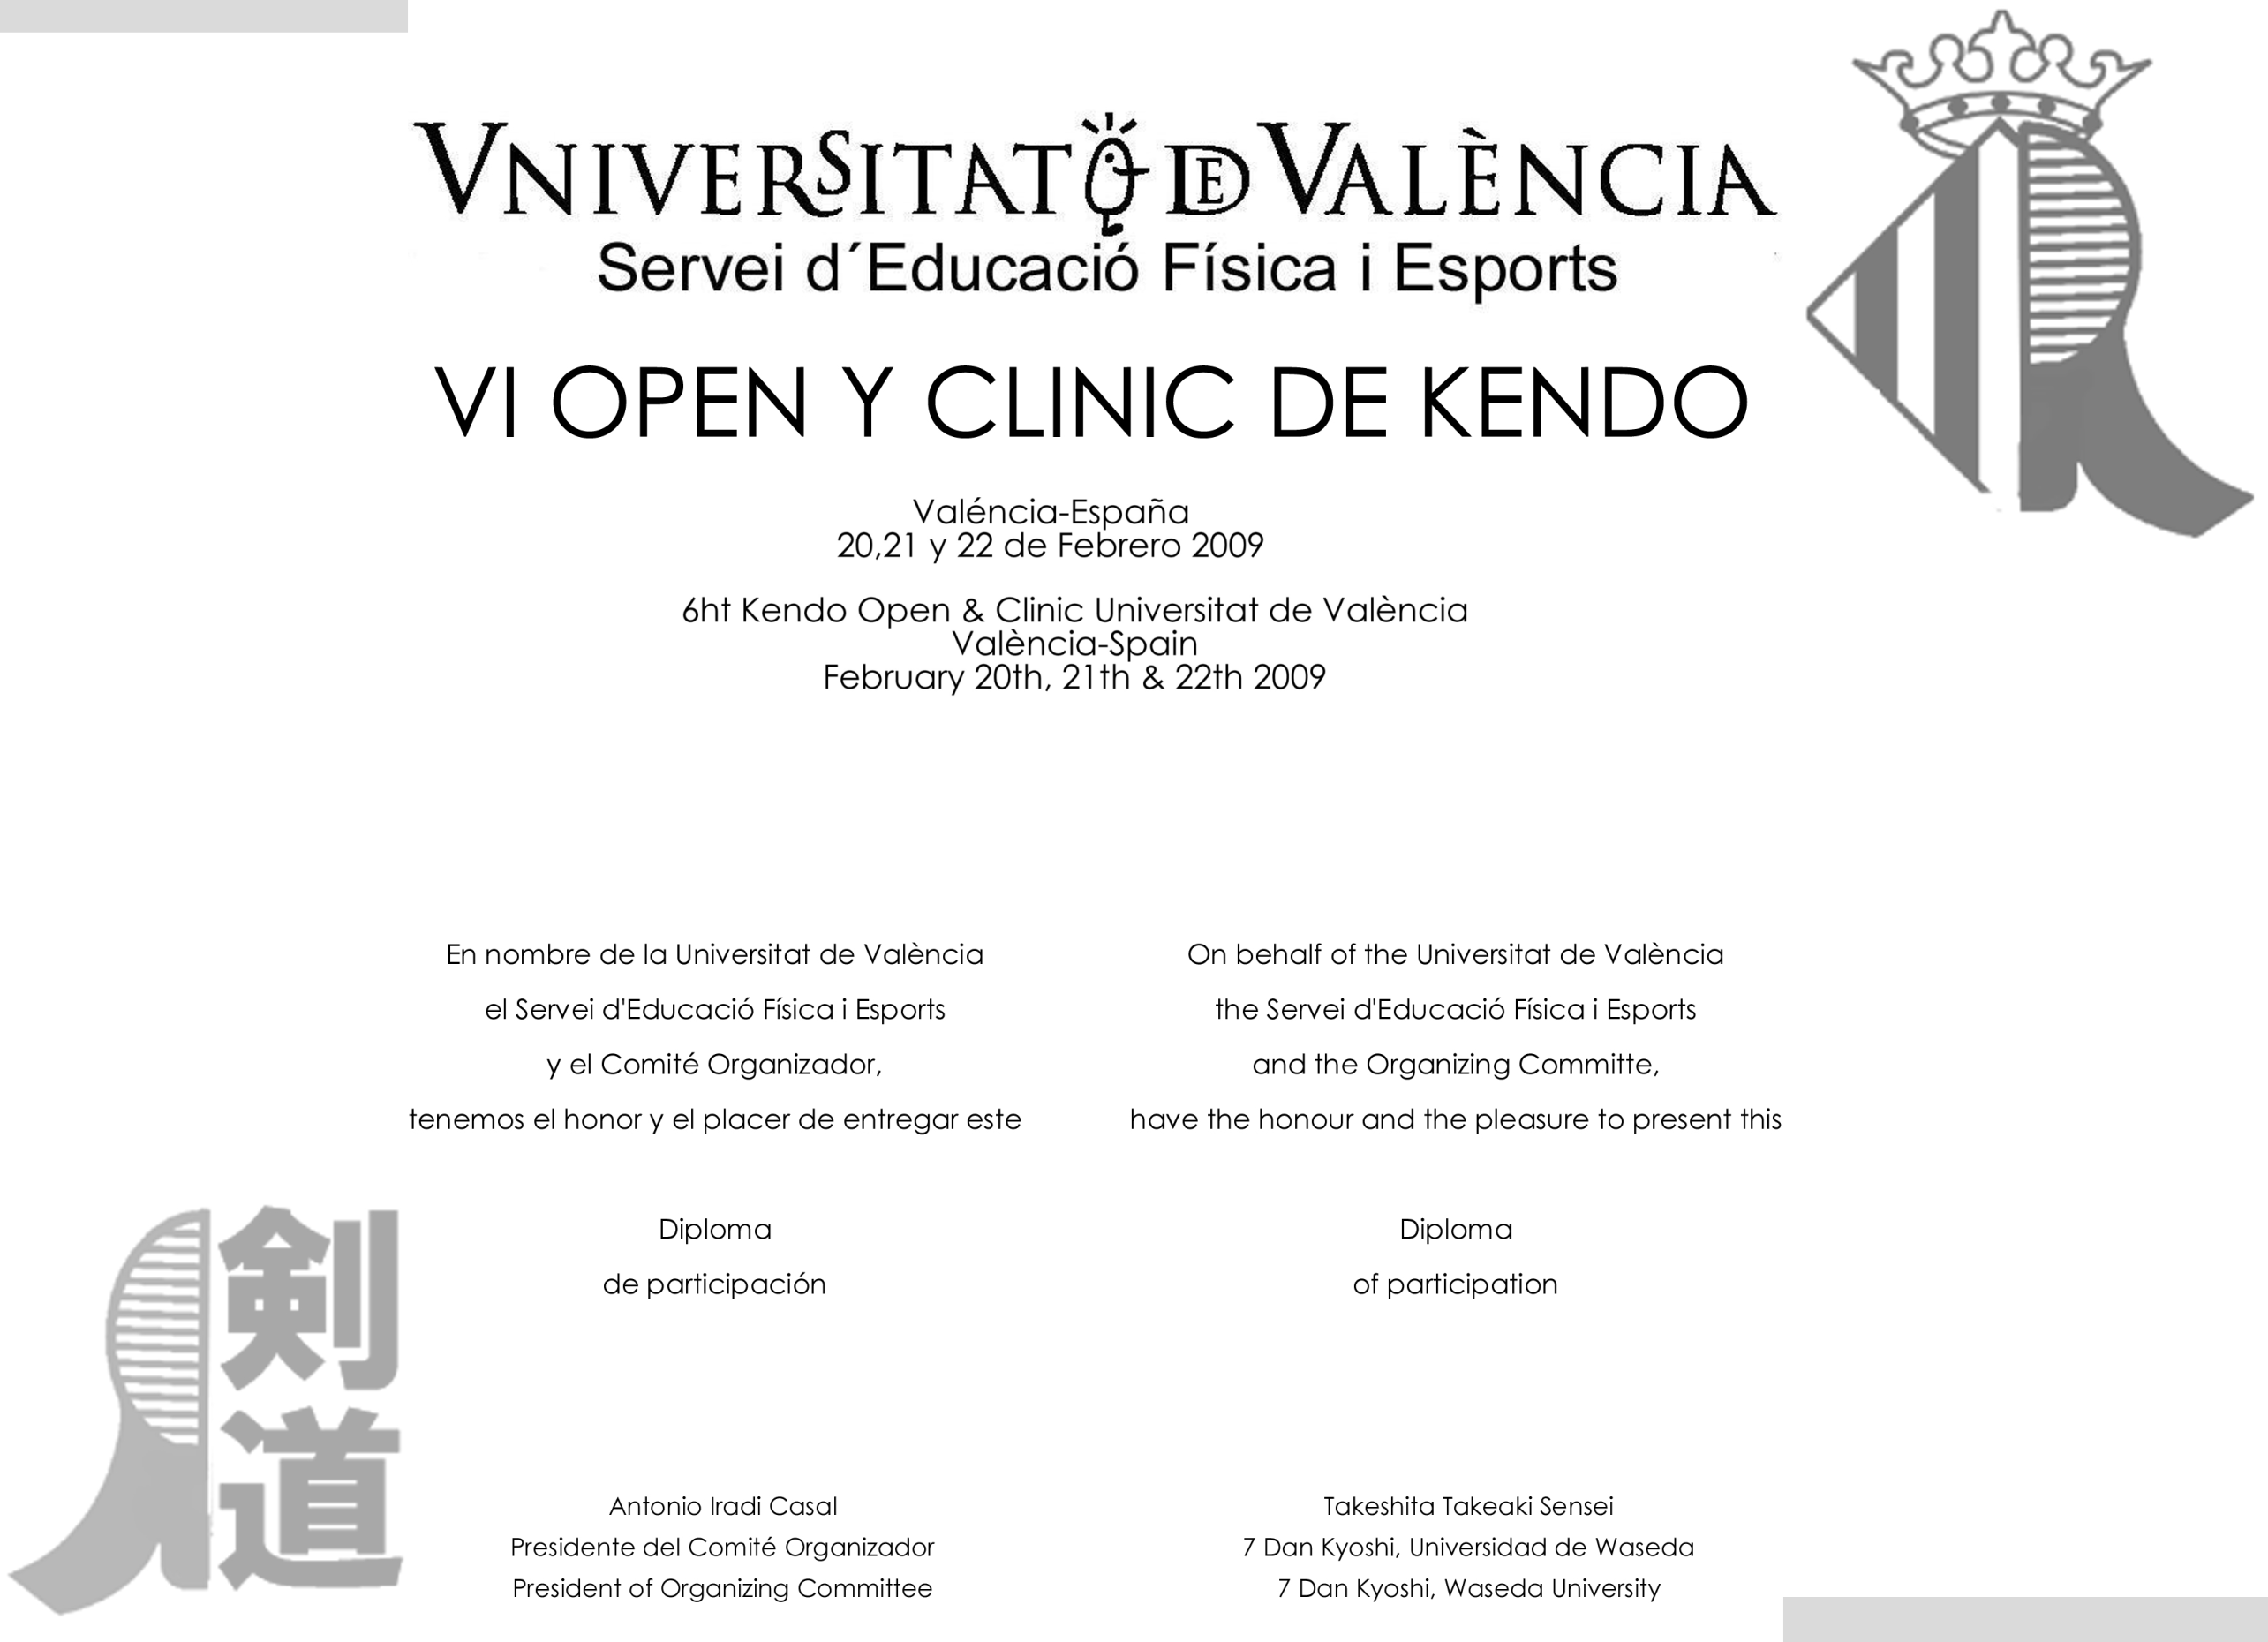 VNIVERSITAT DE VALÈNCIA
Servei d´Educació Física i Esports
VI OPEN Y CLINIC DE KENDO
Valéncia-España
20,21 y 22 de Febrero 2009
6ht Kendo Open & Clinic Universitat de València
València-Spain
February 20th, 21th & 22th 2009
En nombre de la Universitat de València
el Servei d'Educació Física i Esports
y el Comité Organizador,
tenemos el honor y el placer de entregar este
Diploma
de participación
On behalf of the Universitat de València
the Servei d'Educació Física i Esports
and the Organizing Committe,
have the honour and the pleasure to present this
Diploma
of participation
剣
道
Antonio Iradi Casal
Presidente del Comité Organizador
President of Organizing Committee
Takeshita Takeaki Sensei
7 Dan Kyoshi, Universidad de Waseda
7 Dan Kyoshi, Waseda University